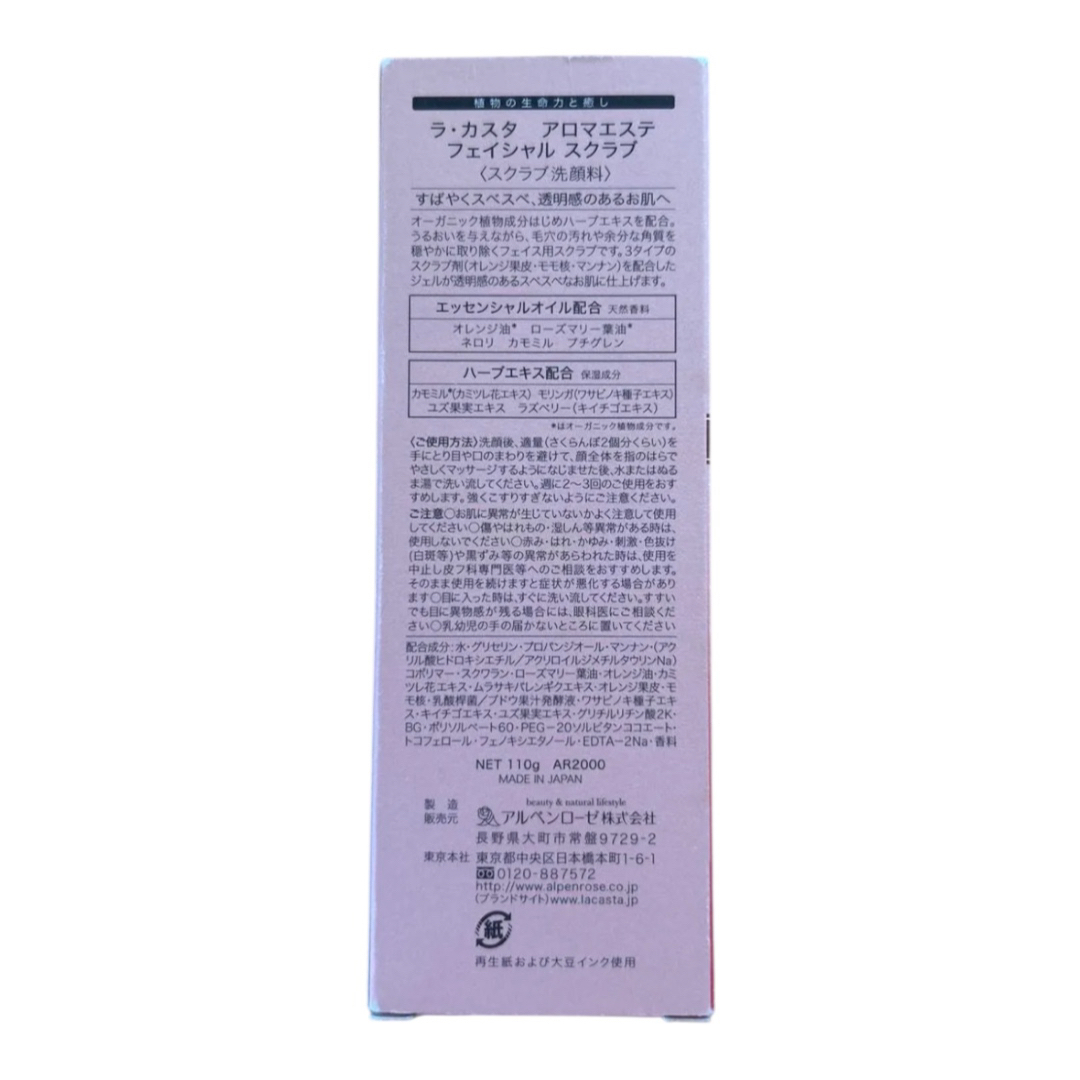 植物の生命力と癒し
ラ・カスタ アロマエステ
フェイシャル スクラブ
〈スクラブ洗顔料〉
すばやくスベスベ、透明感のあるお肌へ
オーガニック植物成分はじめハーブエキスを配合。
うるおいを与えながら、毛穴の汚れや余分な角質を
穏やかに取り除くフェイス用スクラブです。3タイプの
スクラブ剤(オレンジ果皮・モモ核・マンナン)を配合した
ジェルが透明感のあるスベスベなお肌に仕上げます。
エッセンシャルオイル配合 天然香料
オレンジ油* ローズマリー葉油*
ネロリ カモミル プチグレン
ハーブエキス配合 保湿成分
カモミル*(カミツレ花エキス) モリンガ(ワサビノキ種子エキス)
ユズ果実エキス ラズベリー(キイチゴエキス)
*はオーガニック植物成分です。
〈ご使用方法〉洗顔後、適量(さくらんぼ2個分くらい)を
手にとり目や口のまわりを避けて、顔全体を指のはらで
やさしくマッサージするようになじませた後、水またはぬる
ま湯で洗い流してください。週に2〜3回のご使用をおす
すめします。強くこすりすぎないようにご注意ください。
ご注意○お肌に異常が生じていないかよく注意して使用
してください○傷やはれもの・湿しん等異常がある時は、
使用しないでください○赤み・はれ・かゆみ・刺激・色抜け
(白斑等)や黒ずみ等の異常があらわれた時は、使用を
中止し皮フ科専門医等へのご相談をおすすめします。
そのまま使用を続けますと症状が悪化する場合があり
ます○目に入った時は、すぐに洗い流してください。すすい
でも目に異物感が残る場合には、眼科医にご相談くだ
さい○乳幼児の手の届かないところに置いてください
配合成分:水・グリセリン・プロパンジオール・マンナン・(アク
リル酸ヒドロキシエチル/アクリロイルジメチルタウリンNa)
コポリマー・スクワラン・ローズマリー葉油・オレンジ油・カミ
ツレ花エキス・ムラサキバレンギクエキス・オレンジ果皮・モ
モ核・乳酸桿菌/ブドウ果汁発酵液・ワサビノキ種子エキ
ス・キイチゴエキス・ユズ果実エキス・グリチルリチン酸2K・
BG・ポリソルベート60・PEG-20ソルビタンココエート・
トコフェロール・フェノキシエタノール・EDTA-2Na・香料
NET 110g AR2000
MADE IN JAPAN
beauty & natural lifestyle
製造
販売元 アルペンローゼ株式会社
長野県大町市常盤9729-2
東京本社 東京都中央区日本橋本町1-6-1
0120-887572
http://www.alpenrose.co.jp
(ブランドサイト)www.lacasta.jp
紙
再生紙および大豆インク使用